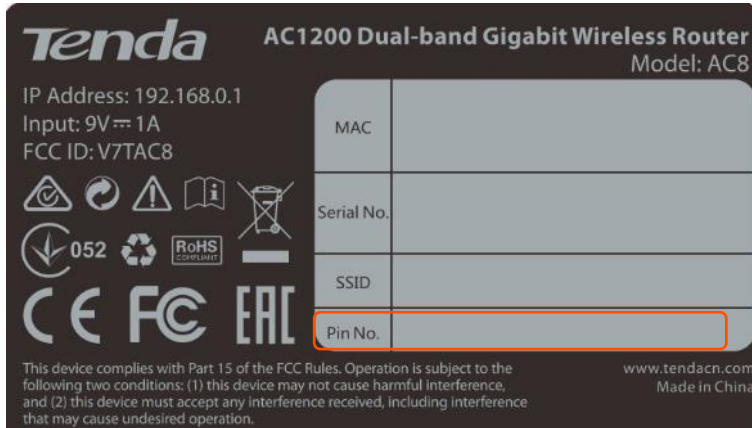 Tenda
AC1200 Dual-band Gigabit Wireless Router
Model: AC8
IP Address: 192.168.0.1
Input: 9V⎓1A
FCC ID: V7TAC8
MAC
Serial No.
SSID
Pin No.
052
RoHS
COMPLIANT
CE FC EAC
This device complies with Part 15 of the FCC Rules. Operation is subject to the
following two conditions: (1) this device may not cause harmful interference,
and (2) this device must accept any interference received, including interference
that may cause undesired operation.
www.tendacn.com
Made in China